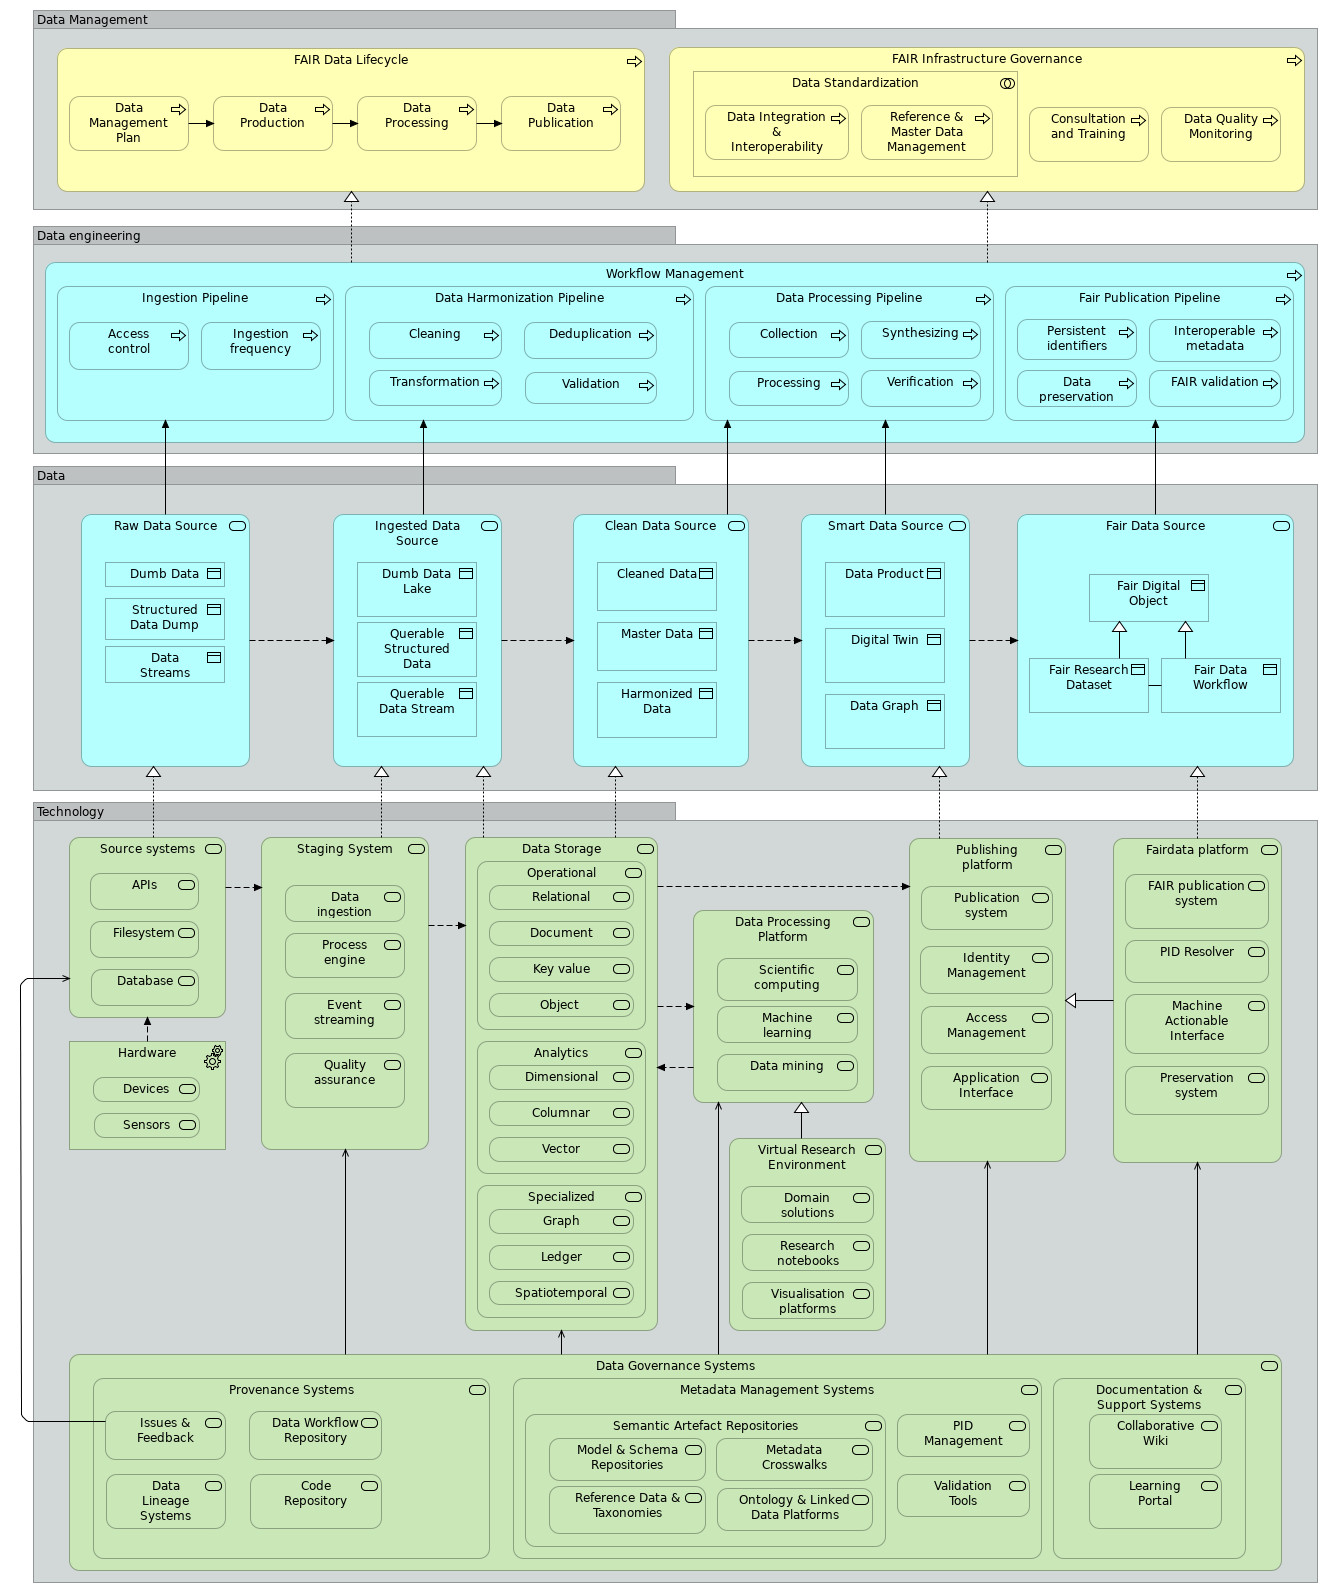 Data Management
FAIR Data Lifecycle
Data
Management
Plan
Data
Production
Data
Processing
Data
Publication
FAIR Infrastructure Governance
Data Standardization
Data Integration
&
Interoperability
Reference &
Master Data
Management
Consultation
and Training
Data Quality
Monitoring
Data engineering
Workflow Management
Ingestion Pipeline
Access
control
Ingestion
frequency
Data Harmonization Pipeline
Cleaning
Deduplication
Transformation
Validation
Data Processing Pipeline
Collection
Synthesizing
Processing
Verification
Fair Publication Pipeline
Persistent
identifiers
Interoperable
metadata
Data
preservation
FAIR validation
Data
Raw Data Source
Dumb Data
Structured
Data Dump
Data
Streams
Ingested Data
Source
Dumb Data
Lake
Querable
Structured
Data
Querable
Data Stream
Clean Data Source
Cleaned Data
Master Data
Harmonized
Data
Smart Data Source
Data Product
Digital Twin
Data Graph
Fair Data Source
Fair Digital
Object
Fair Research
Dataset
Fair Data
Workflow
Technology
Source systems
APIs
Filesystem
Database
Hardware
Devices
Sensors
Staging System
Data
ingestion
Process
engine
Event
streaming
Quality
assurance
Data Storage
Operational
Relational
Document
Key value
Object
Analytics
Dimensional
Columnar
Vector
Specialized
Graph
Ledger
Spatiotemporal
Data Processing
Platform
Scientific
computing
Machine
learning
Data mining
Virtual Research
Environment
Domain
solutions
Research
notebooks
Visualisation
platforms
Publishing
platform
Publication
system
Identity
Management
Access
Management
Application
Interface
Fairdata platform
FAIR publication
system
PID Resolver
Machine
Actionable
Interface
Preservation
system
Data Governance Systems
Provenance Systems
Issues &
Feedback
Data Workflow
Repository
Data
Lineage
Systems
Code
Repository
Metadata Management Systems
Semantic Artefact Repositories
Model & Schema
Repositories
Metadata
Crosswalks
Reference Data &
Taxonomies
Ontology & Linked
Data Platforms
PID
Management
Validation
Tools
Documentation &
Support Systems
Collaborative
Wiki
Learning
Portal